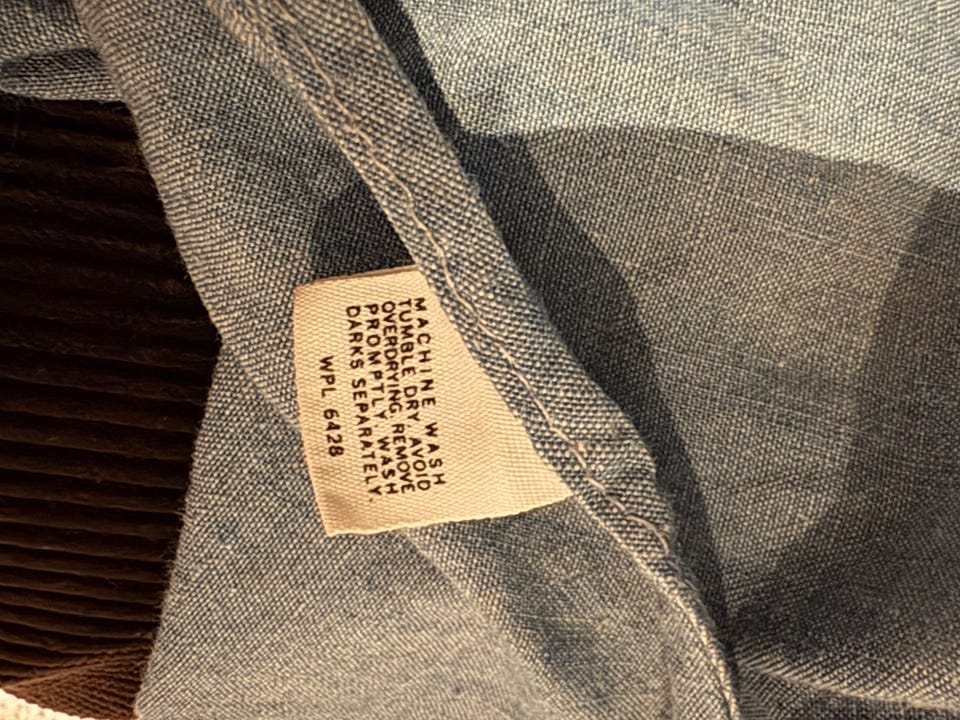 MACHINE WASH
TUMBLE DRY. AVOID
OVERDRYING. REMOVE
PROMPTLY. WASH
DARKS SEPARATELY.
WPL 6428